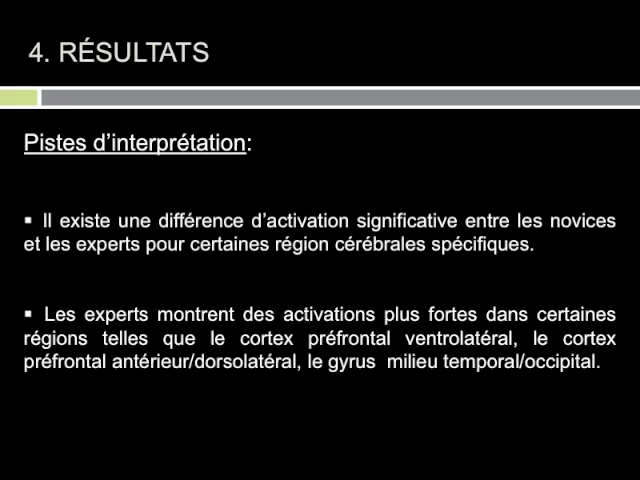 4. RÉSULTATS
Pistes d’interprétation:
▪ Il existe une différence d’activation significative entre les novices
et les experts pour certaines région cérébrales spécifiques.
▪ Les experts montrent des activations plus fortes dans certaines
régions telles que le cortex préfrontal ventrolatéral, le cortex
préfrontal antérieur/dorsolatéral, le gyrus  milieu temporal/occipital.